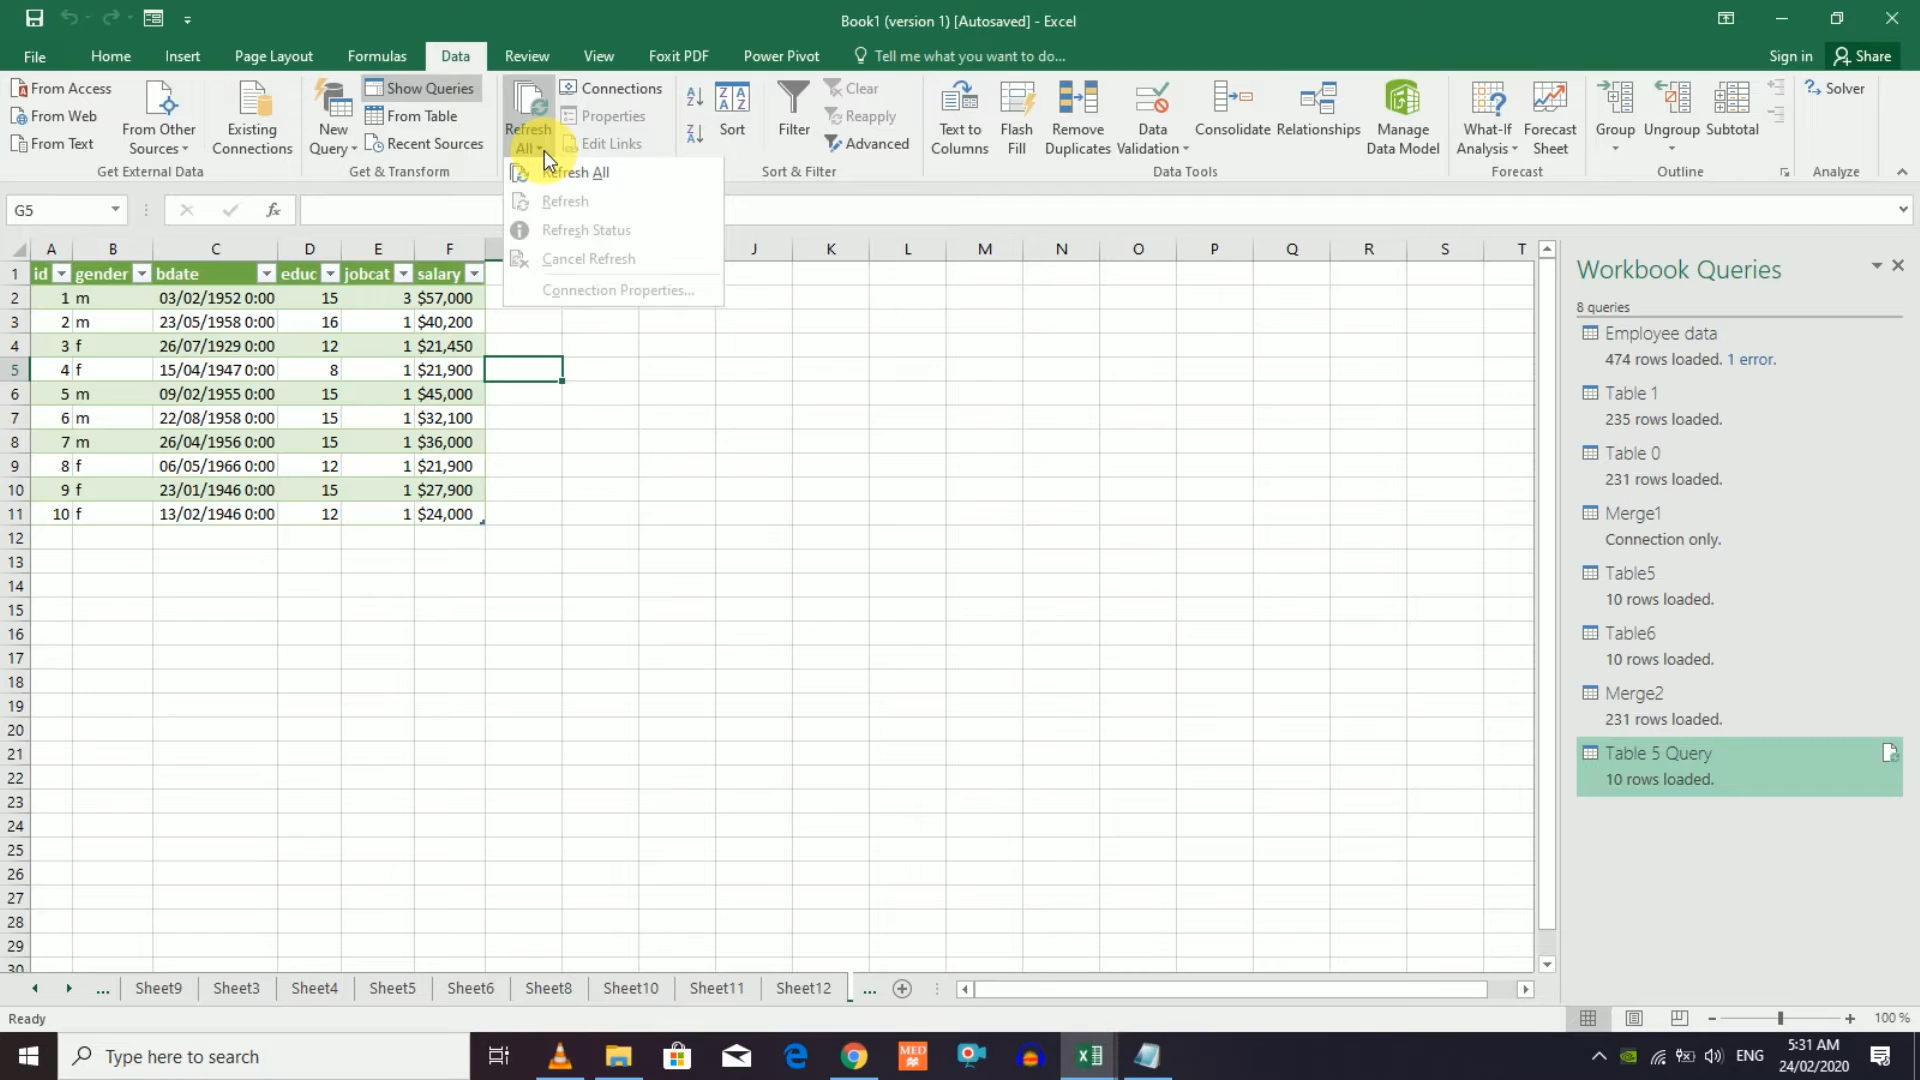 Book1 (version 1) [Autosaved] - Excel
File Home Insert Page Layout Formulas Data Review View Foxit PDF Power Pivot Tell me what you want to do... Sign in Share
From Access
From Web
From Text
From Other
Sources
Existing
Connections
Get External Data
New
Query
Show Queries
From Table
Recent Sources
Get & Transform
Refresh
All
Connections
Properties
Edit Links
Sort
Filter
Clear
Reapply
Advanced
Sort & Filter
Text to
Columns
Flash
Fill
Remove
Duplicates
Data
Validation
Consolidate
Relationships
Manage
Data Model
Data Tools
What-If
Analysis
Forecast
Sheet
Forecast
Group
Ungroup
Subtotal
Outline
Solver
Analyze
Refresh All
Refresh
Refresh Status
Cancel Refresh
Connection Properties...
G5
fx
A B C D E F J K L M N O P Q R S T
1 id gender bdate educ jobcat salary
2 1 m 03/02/1952 0:00 15 3 $57,000
3 2 m 23/05/1958 0:00 16 1 $40,200
4 3 f 26/07/1929 0:00 12 1 $21,450
5 4 f 15/04/1947 0:00 8 1 $21,900
6 5 m 09/02/1955 0:00 15 1 $45,000
7 6 m 22/08/1958 0:00 15 1 $32,100
8 7 m 26/04/1956 0:00 15 1 $36,000
9 8 f 06/05/1966 0:00 12 1 $21,900
10 9 f 23/01/1946 0:00 15 1 $27,900
11 10 f 13/02/1946 0:00 12 1 $24,000
12
13
14
15
16
17
18
19
20
21
22
23
24
25
26
27
28
29
30
Workbook Queries
8 queries
Employee data
474 rows loaded. 1 error.
Table 1
235 rows loaded.
Table 0
231 rows loaded.
Merge1
Connection only.
Table5
10 rows loaded.
Table6
10 rows loaded.
Merge2
231 rows loaded.
Table 5 Query
10 rows loaded.
... Sheet9 Sheet3 Sheet4 Sheet5 Sheet6 Sheet8 Sheet10 Sheet11 Sheet12 ...
Ready
100 %
Type here to search
MED
ENG
5:31 AM
24/02/2020